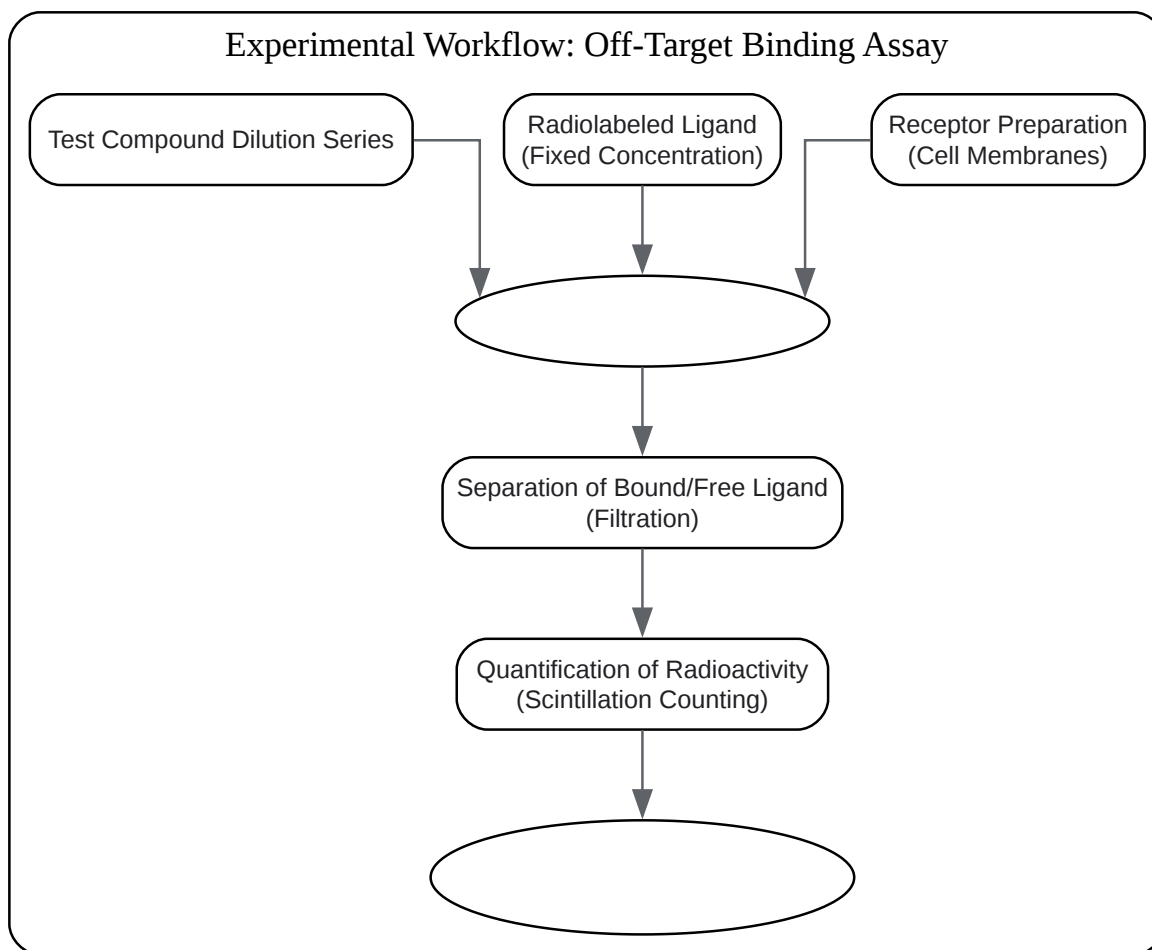 Experimental Workflow: Off-Target Binding Assay
Test Compound Dilution Series
Radiolabeled Ligand
(Fixed Concentration)
Receptor Preparation
(Cell Membranes)
Separation of Bound/Free Ligand
(Filtration)
Quantification of Radioactivity
(Scintillation Counting)